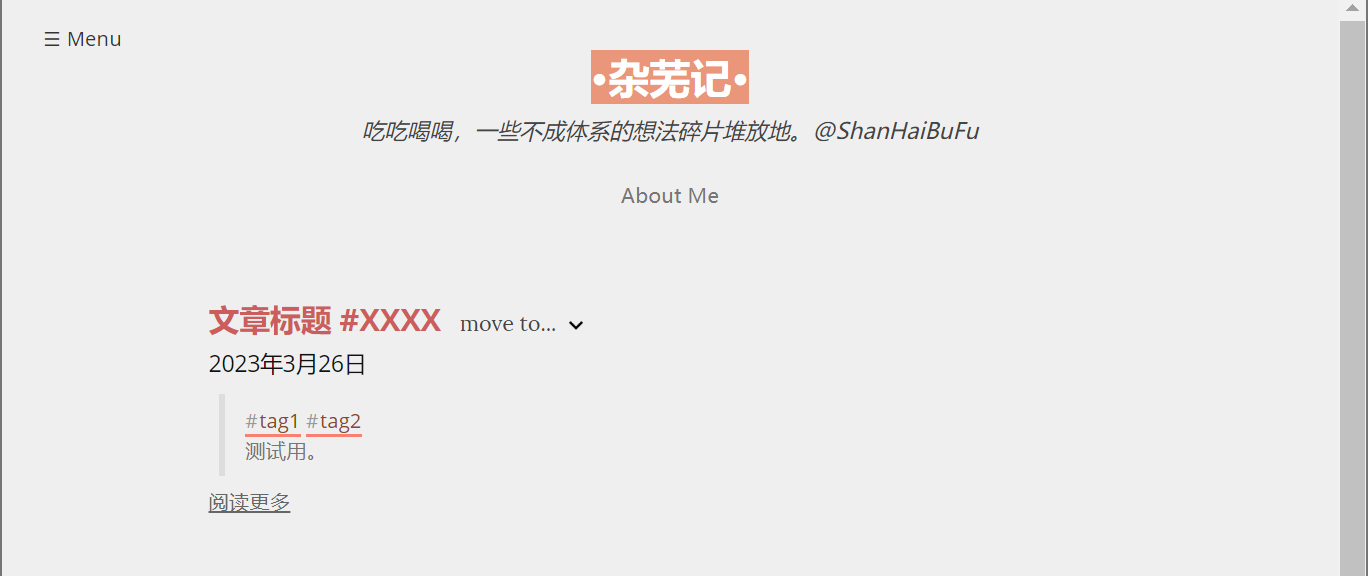 ☰ Menu
•杂芜记•
吃吃喝喝，一些不成体系的想法碎片堆放地。@ShanHaiBuFu
About Me
文章标题 #XXXX move to...
2023年3月26日
#tag1 #tag2
测试用。
阅读更多